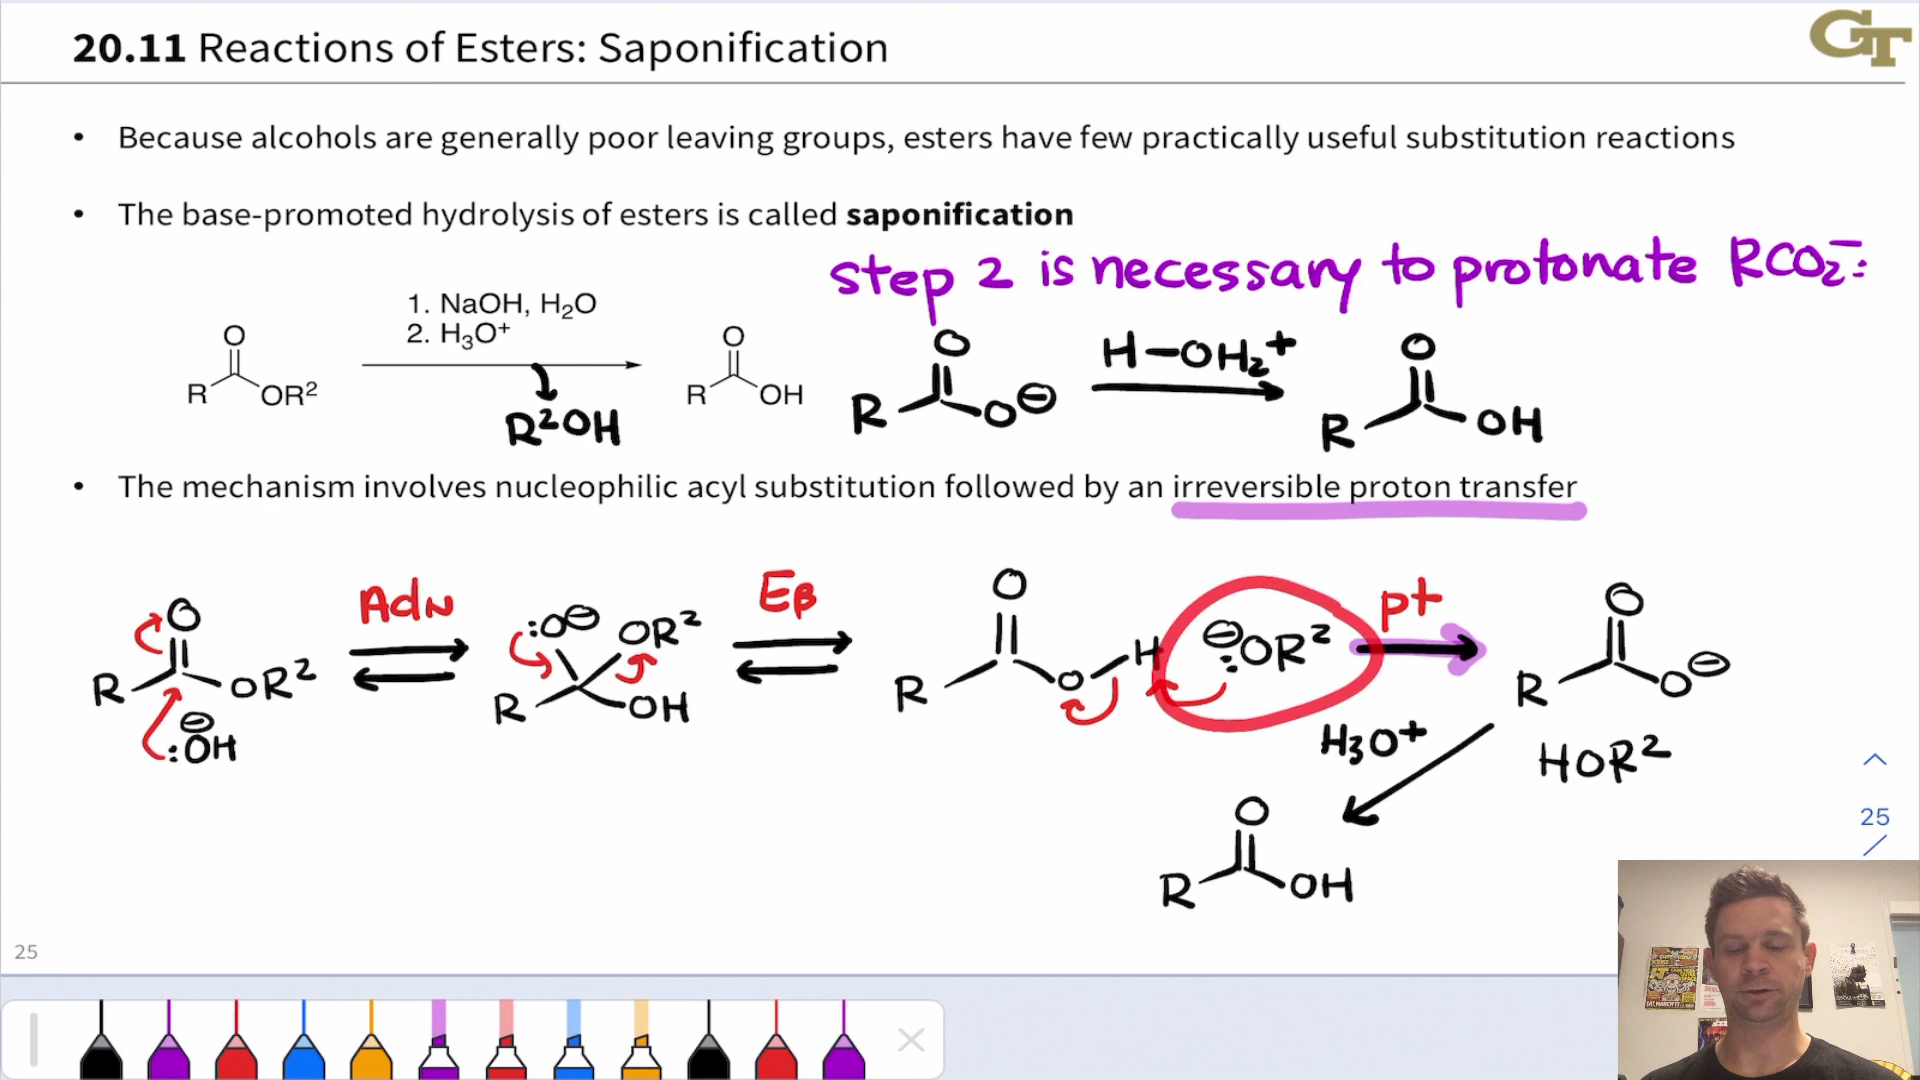 20.11 Reactions of Esters: Saponification
GT
• Because alcohols are generally poor leaving groups, esters have few practically useful substitution reactions
• The base-promoted hydrolysis of esters is called saponification
step 2 is necessary to protonate RCO₂⁻:
1. NaOH, H₂O
2. H₃O⁺
O
R
OR²
R²OH
O
R
OH
O
R
O⊖
H–OH₂⁺
O
R
OH
• The mechanism involves nucleophilic acyl substitution followed by an irreversible proton transfer
O
R
OR²
⊖
:OH
AdN
:O⊖
OR²
R
OH
Eβ
O
R
O
H
⊖
:OR²
pt
O
R
O⊖
HOR²
H₃O⁺
O
R
OH
25
25